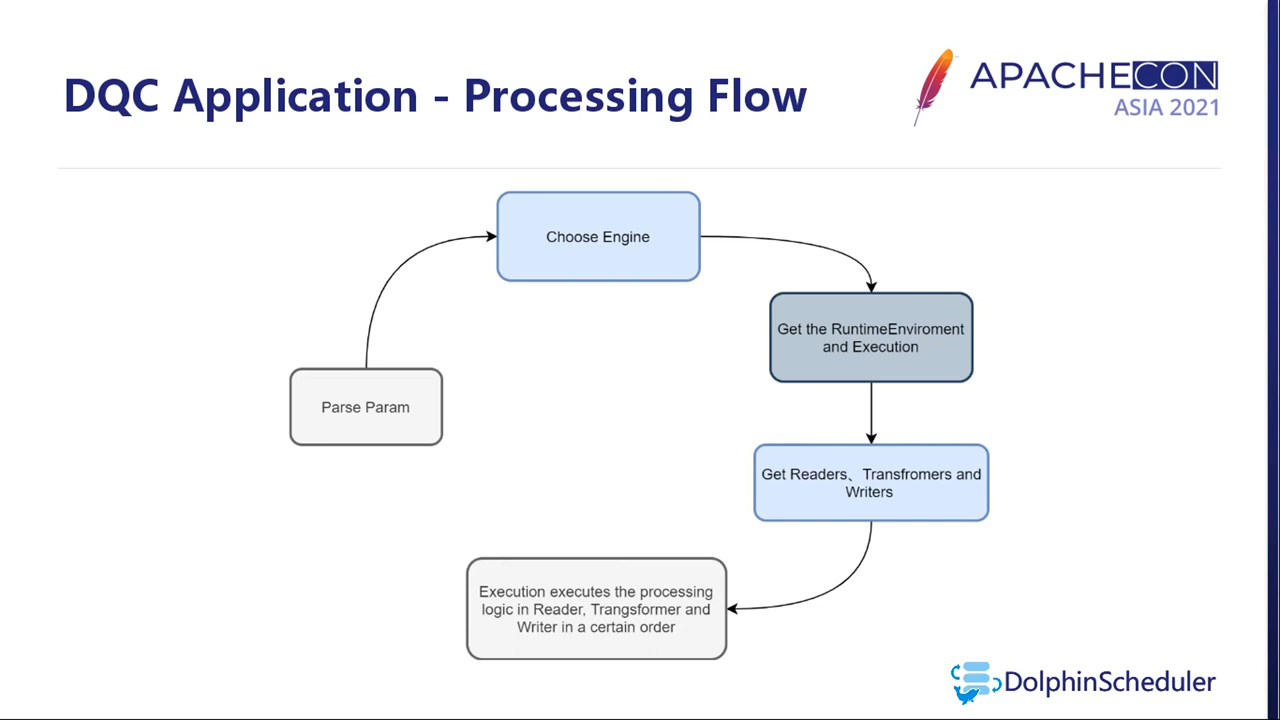 DQC Application - Processing Flow
APACHECON
ASIA 2021
Choose Engine
Get the RuntimeEnviroment
and Execution
Parse Param
Get Readers、Transfromers and
Writers
Execution executes the processing
logic in Reader, Trangsformer and
Writer in a certain order
DolphinScheduler